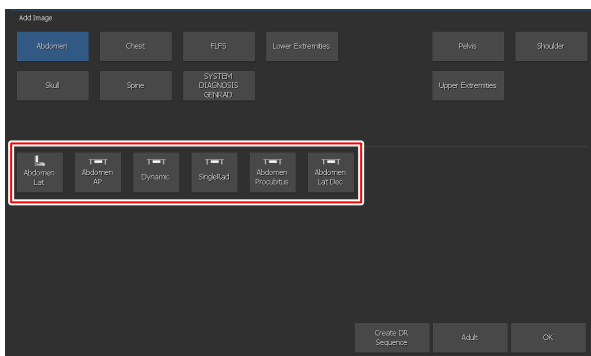 Add Image
Abdomen
Chest
FLFS
Lower Extremities
Pelvis
Shoulder
Skull
Spine
SYSTEM
DIAGNOSIS
GENRAD
Upper Extremities
Abdomen
Lat
Abdomen
AP
Dynamic
SingleRad
Abdomen
Procubitus
Abdomen
Lat Dec
Create DR
Sequence
Adult
OK